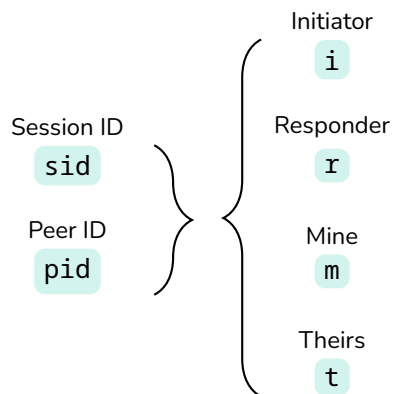 Session ID
sid
Peer ID
pid
Initiator
i
Responder
r
Mine
m
Theirs
t